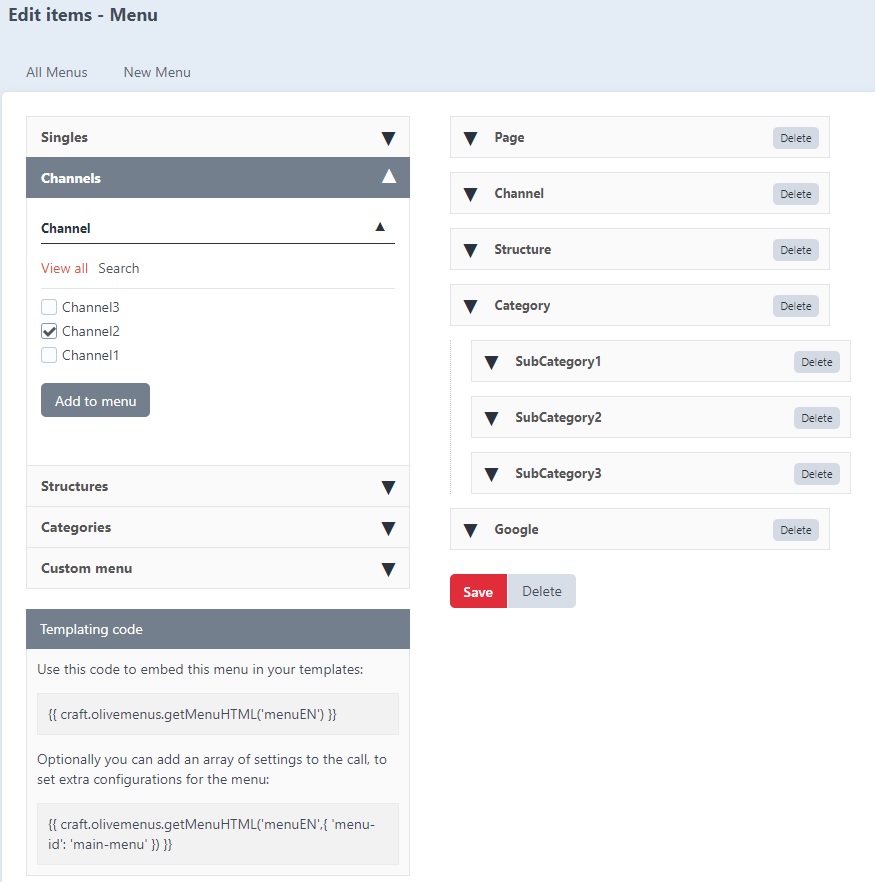 Edit items - Menu
All Menus New Menu
Singles
Channels
Channel
View all Search
Channel3
Channel2
Channel1
Add to menu
Structures
Categories
Custom menu
Templating code
Use this code to embed this menu in your templates:
{{ craft.olivemenus.getMenuHTML('menuEN') }}
Optionally you can add an array of settings to the call, to
set extra configurations for the menu:
{{ craft.olivemenus.getMenuHTML('menuEN',{ 'menu-
id': 'main-menu' }) }}
Page Delete
Channel Delete
Structure Delete
Category Delete
SubCategory1 Delete
SubCategory2 Delete
SubCategory3 Delete
Google Delete
Save Delete